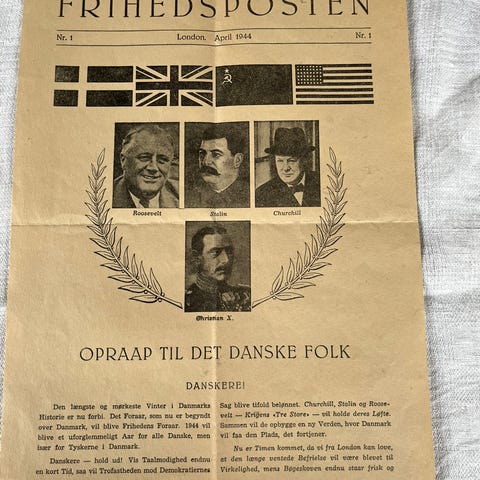 FRIHEDSPOSTEN
Nr. 1 London, April 1944 Nr. 1
Roosevelt Stalin Churchill
Christian X.
OPRAAP TIL DET DANSKE FOLK
DANSKERE!
Den længste og mørkeste Vinter i Danmarks
Historie er nu forbi. Det Foraar, som nu er begyndt
over Danmark, vil blive Frihedens Foraar. 1944 vil
blive et uforglemmeligt Aar for alle Danske, men
især for Tyskerne i Danmark.
Danskere — hold ud! Vis Taalmodighed endnu
en kort Tid, saa vil Trofastheden mod Demokratiernes
Sag blive tifold belønnet. Churchill, Stalin og Roose-
velt — Krigens «Tre Store» — vil holde deres Løfte.
Sammen vil de opbygge en ny Verden, hvor Danmark
vil faa den Plads, det fortjener.
Nu er Timen kommet, da vi fra London kan love,
at den længe ventede Befrielse vil være blevet til
Virkelighed, mens Bøgeskoven endnu staar frisk og